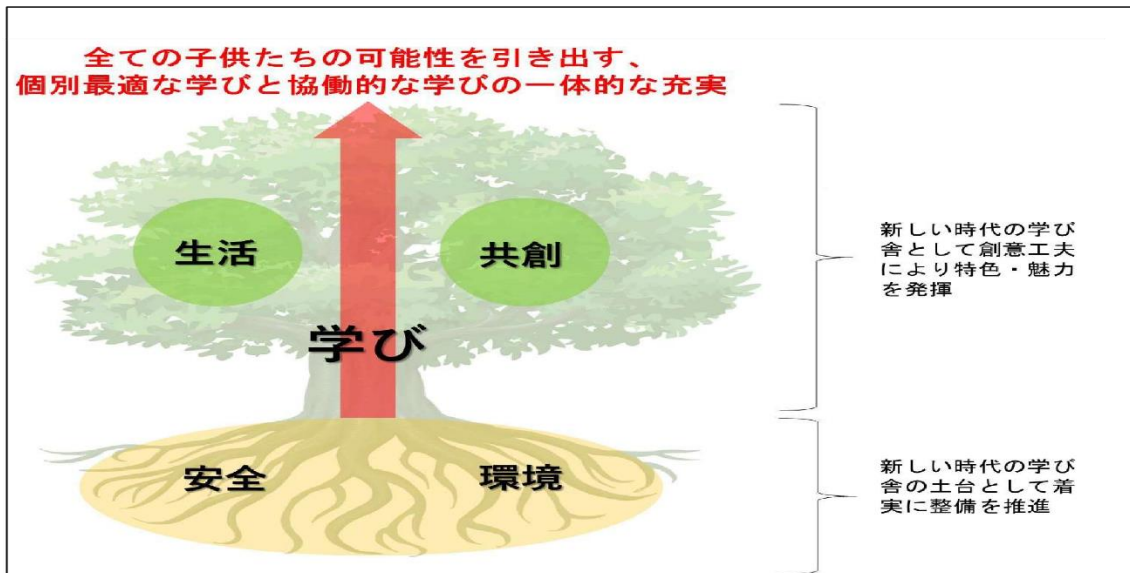 全ての子供たちの可能性を引き出す、
個別最適な学びと協働的な学びの一体的な充実
生活
共創
学び
新しい時代の学び
舎として創意工夫
により特色・魅力
を発揮
安全
環境
新しい時代の学び
舎の土台として着
実に整備を推進